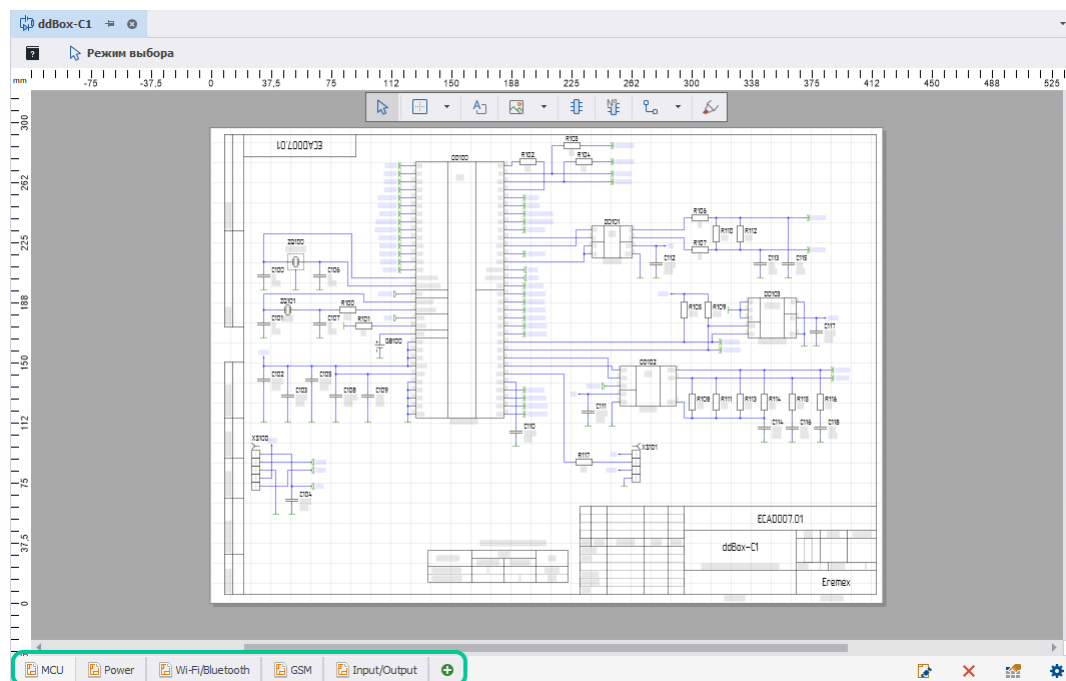 ddBox-C1
Режим выбора
mm
-75 -37,5 0 37,5 75 112 150 188 225 262 300 338 375 412 450 488 525
300
262
225
188
150
112
75
37,5
0
ECAD007.01
DD100
R102
R103
R104
DD101
R106
R107
R110
R112
C112
C113
C115
ZQ100
C100
C106
ZQ101
C101
C107
R100
R101
GB100
R105
R109
DD103
C117
C102
C103
C105
C108
C109
DD102
C111
R108
R111
R113
R114
R115
R116
C114
C116
C118
C110
XS100
C104
R117
XS101
ECAD007.01
ddBox-C1
Eremex
MCU Power Wi-Fi/Bluetooth GSM Input/Output